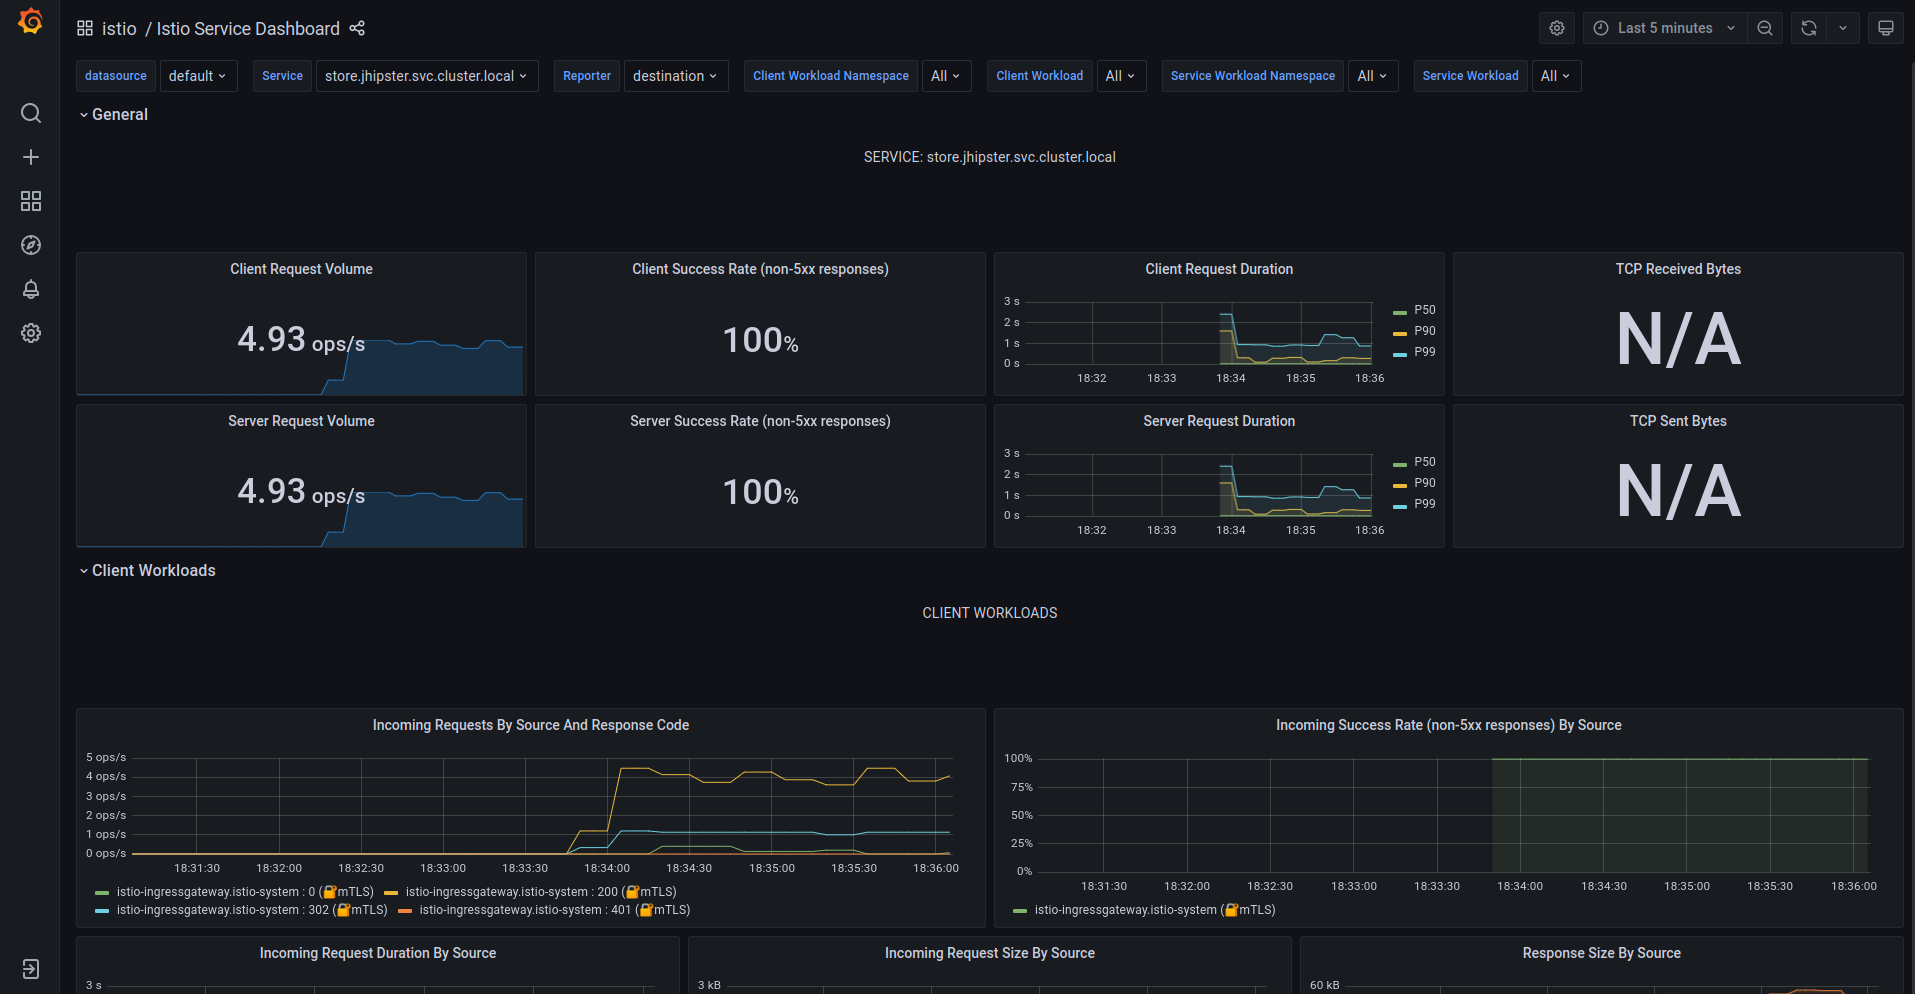 istio / Istio Service Dashboard
Last 5 minutes
datasource default Service store.jhipster.svc.cluster.local Reporter destination Client Workload Namespace All Client Workload All Service Workload Namespace All Service Workload All
General
SERVICE: store.jhipster.svc.cluster.local
Client Request Volume
4.93 ops/s
Client Success Rate (non-5xx responses)
100%
Client Request Duration
3 s
2 s
1 s
0 s
18:32 18:33 18:34 18:35 18:36
P50
P90
P99
TCP Received Bytes
N/A
Server Request Volume
4.93 ops/s
Server Success Rate (non-5xx responses)
100%
Server Request Duration
3 s
2 s
1 s
0 s
18:32 18:33 18:34 18:35 18:36
P50
P90
P99
TCP Sent Bytes
N/A
Client Workloads
CLIENT WORKLOADS
Incoming Requests By Source And Response Code
5 ops/s
4 ops/s
3 ops/s
2 ops/s
1 ops/s
0 ops/s
18:31:30 18:32:00 18:32:30 18:33:00 18:33:30 18:34:00 18:34:30 18:35:00 18:35:30 18:36:00
istio-ingressgateway.istio-system : 0 (🔐mTLS) istio-ingressgateway.istio-system : 200 (🔐mTLS)
istio-ingressgateway.istio-system : 302 (🔐mTLS) istio-ingressgateway.istio-system : 401 (🔐mTLS)
Incoming Success Rate (non-5xx responses) By Source
100%
75%
50%
25%
0%
18:31:30 18:32:00 18:32:30 18:33:00 18:33:30 18:34:00 18:34:30 18:35:00 18:35:30 18:36:00
istio-ingressgateway.istio-system (🔐mTLS)
Incoming Request Duration By Source
3 s
Incoming Request Size By Source
3 kB
Response Size By Source
60 kB